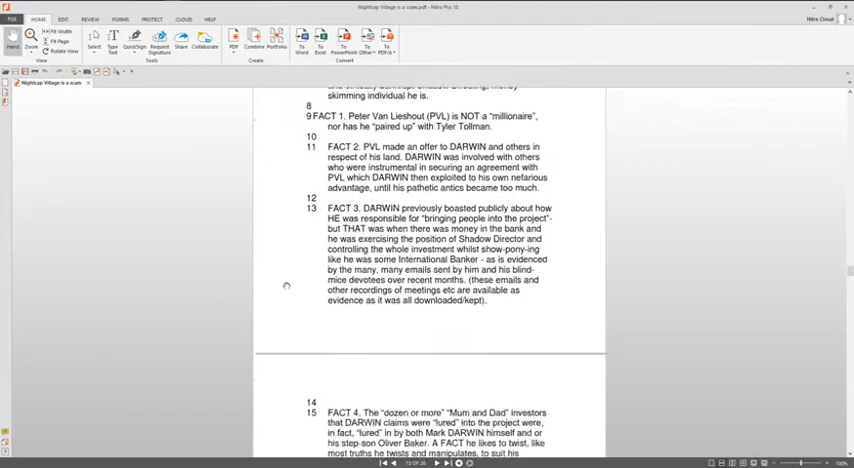 Nightcap Village is a scam.pdf - Nitro Pro 10
FILE HOME EDIT REVIEW FORMS PROTECT CLOUD HELP
Nitro Cloud
Hand Zoom Fit Width Fit Page Rotate View Select Type Text QuickSign Request Signature Share Collaborate PDF Combine Portfolio To Word To Excel To PowerPoint To Other To PDF/A
View Tools Create Convert
Nightcap Village is a scam
skimming individual he is.
8
9 FACT 1. Peter Van Lieshout (PVL) is NOT a "millionaire",
nor has he "paired up" with Tyler Tollman.
10
11 FACT 2. PVL made an offer to DARWIN and others in
respect of his land. DARWIN was involved with others
who were instrumental in securing an agreement with
PVL which DARWIN then exploited to his own nefarious
advantage, until his pathetic antics became too much.
12
13 FACT 3. DARWIN previously boasted publicly about how
HE was responsible for "bringing people into the project"-
but THAT was when there was money in the bank and
he was exercising the position of Shadow Director and
controlling the whole investment whilst show-pony-ing
like he was some International Banker - as is evidenced
by the many, many emails sent by him and his blind-
mice devotees over recent months. (these emails and
other recordings of meetings etc are available as
evidence as it was all downloaded/kept).
14
15 FACT 4. The "dozen or more" "Mum and Dad" investors
that DARWIN claims were "lured" into the project were,
in fact, "lured" in by both Mark DARWIN himself and or
his step-son Oliver Baker. A FACT he likes to twist, like
most truths he twists and manipulates, to suit his
100%